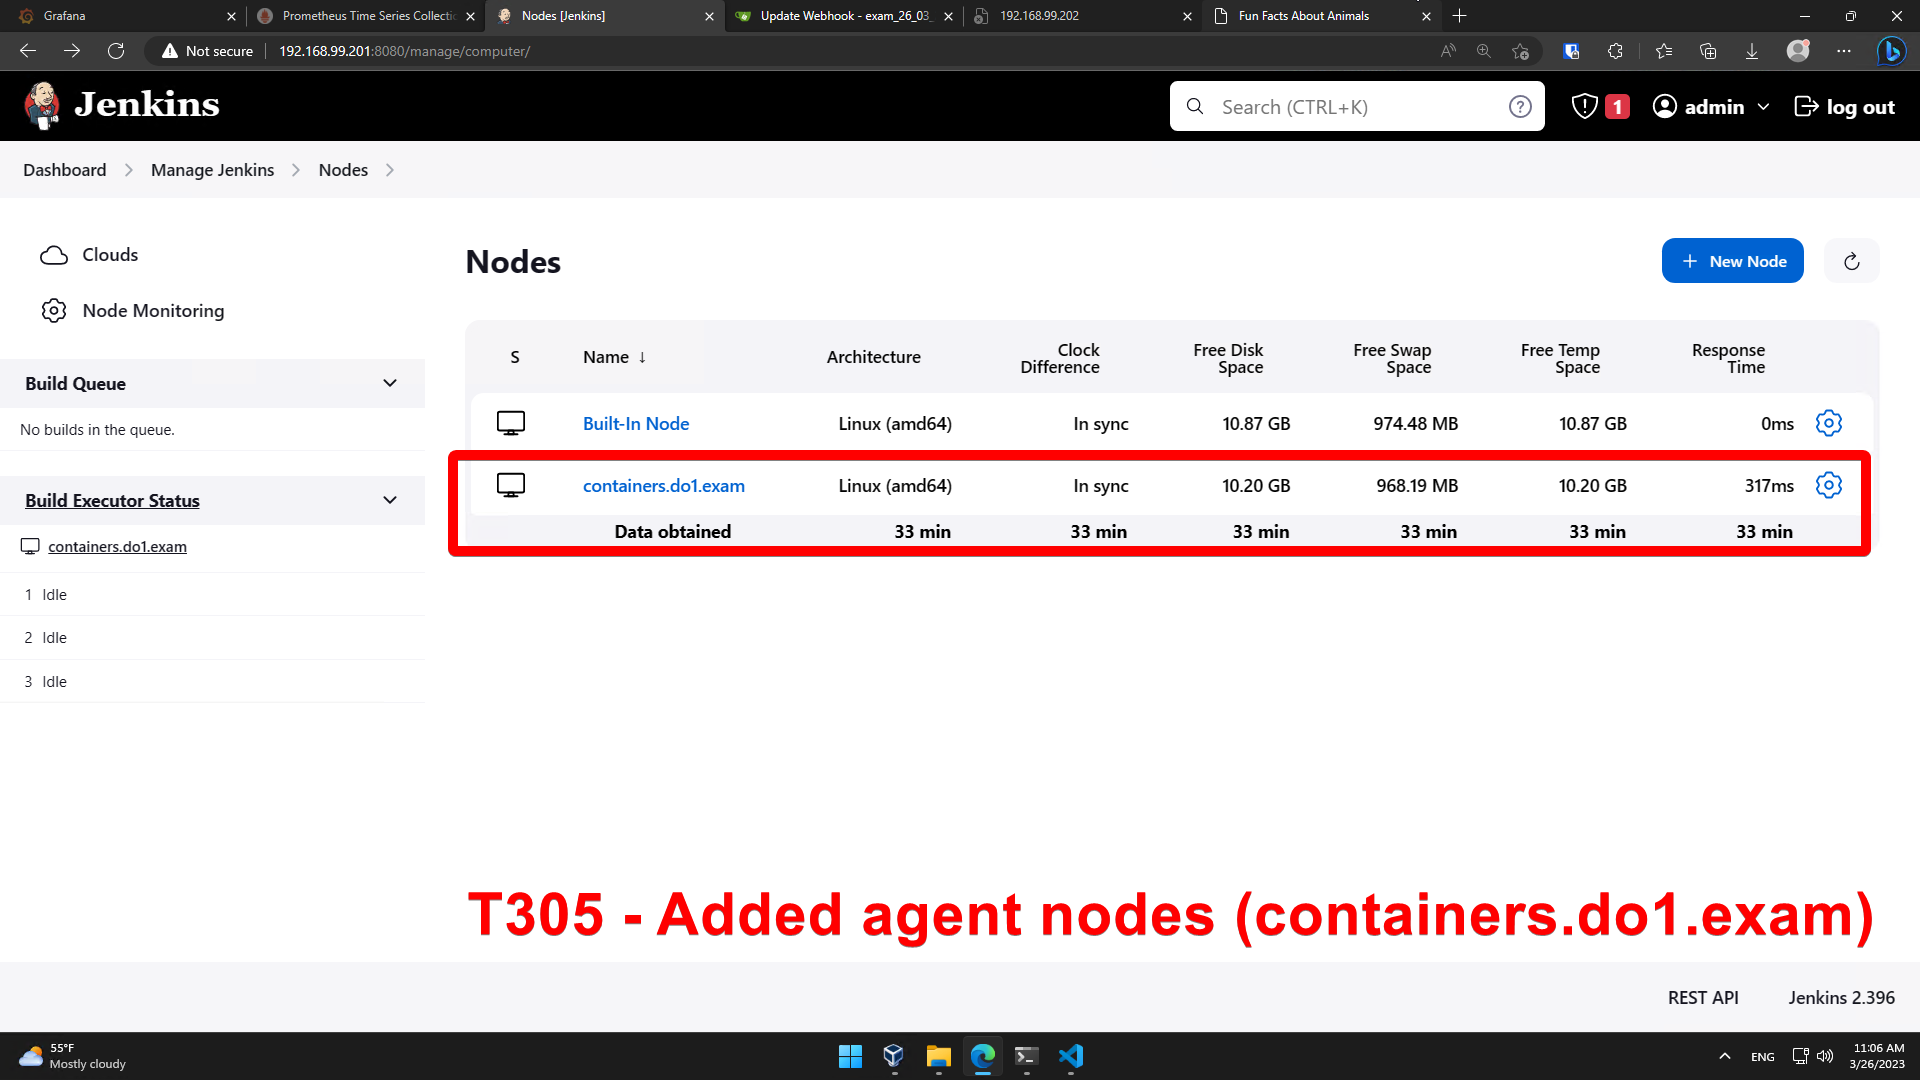 Grafana
Prometheus Time Series Collectio
Nodes [Jenkins]
Update Webhook - exam_26_03_
192.168.99.202
Fun Facts About Animals
Not secure
192.168.99.201:8080/manage/computer/
Jenkins
Search (CTRL+K)
1
admin
log out
Dashboard
Manage Jenkins
Nodes
Clouds
Node Monitoring
Build Queue
No builds in the queue.
Build Executor Status
containers.do1.exam
1 Idle
2 Idle
3 Idle
Nodes
New Node
S Name ↓ Architecture Clock Difference Free Disk Space Free Swap Space Free Temp Space Response Time
Built-In Node Linux (amd64) In sync 10.87 GB 974.48 MB 10.87 GB 0ms
containers.do1.exam Linux (amd64) In sync 10.20 GB 968.19 MB 10.20 GB 317ms
Data obtained 33 min 33 min 33 min 33 min 33 min 33 min
T305 - Added agent nodes (containers.do1.exam)
REST API
Jenkins 2.396
55°F
Mostly cloudy
ENG
11:06 AM
3/26/2023